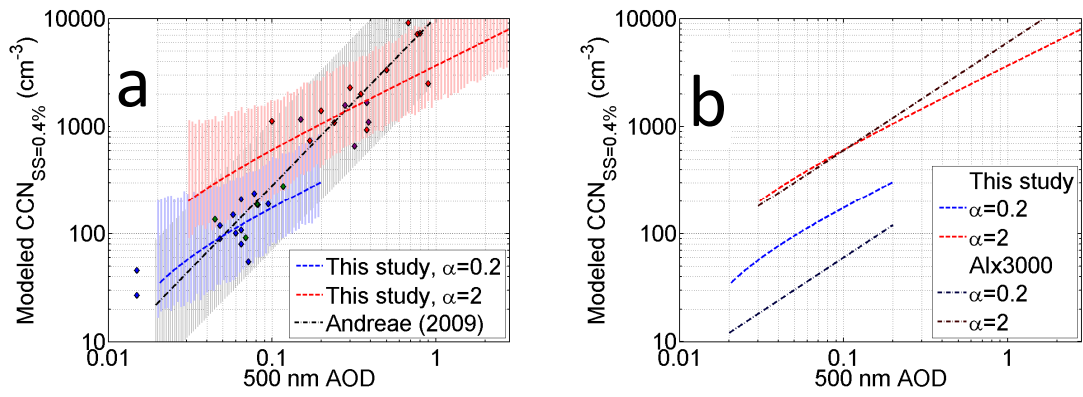 a
10000
1000
100
10
0.01
0.1
1
Modeled CCN_SS=0.4% (cm^-3)
500 nm AOD
This study, α=0.2
This study, α=2
Andreae (2009)
b
10000
1000
100
10
0.01
0.1
1
Modeled CCN_SS=0.4% (cm^-3)
500 nm AOD
This study
α=0.2
α=2
Alx3000
α=0.2
α=2